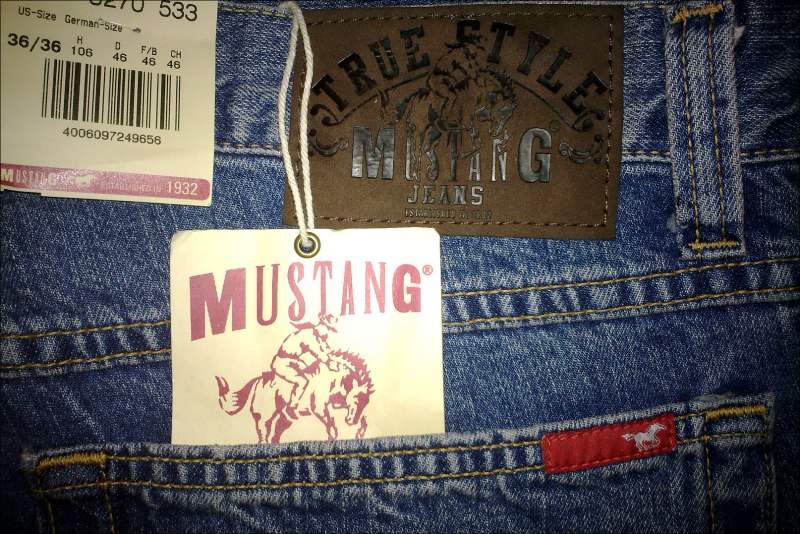 533
US-Size German-Size
H D F/B CH
36/36 106 46 46 46
4006097249656
MUSTANG ESTABLISHED IN 1932
TRUE STYLE
MUSTANG
JEANS
ESTABLISHED IN 1932
MUSTANG®